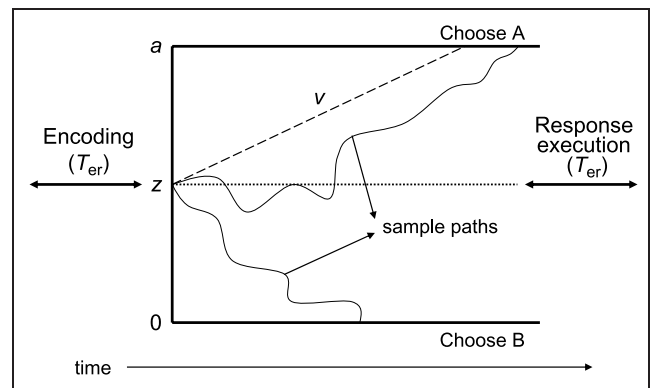 Choose A
a
v
Encoding
(Ter)
Response
execution
(Ter)
z
sample paths
0
Choose B
time